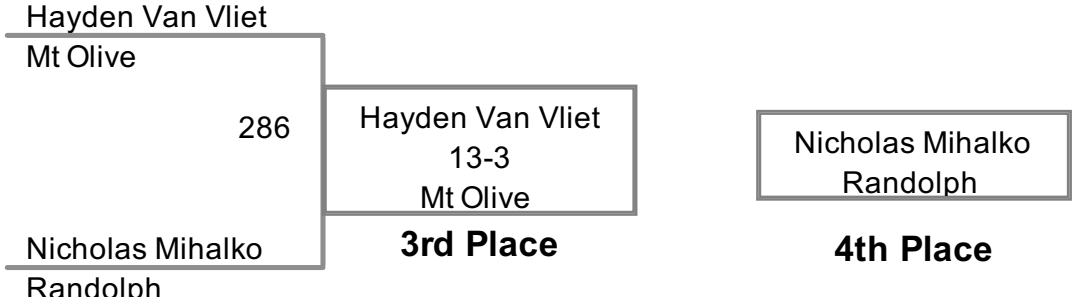 Hayden Van Vliet
Mt Olive
286
Nicholas Mihalko
Randolph
Hayden Van Vliet
13-3
Mt Olive
3rd Place
Nicholas Mihalko
Randolph
4th Place